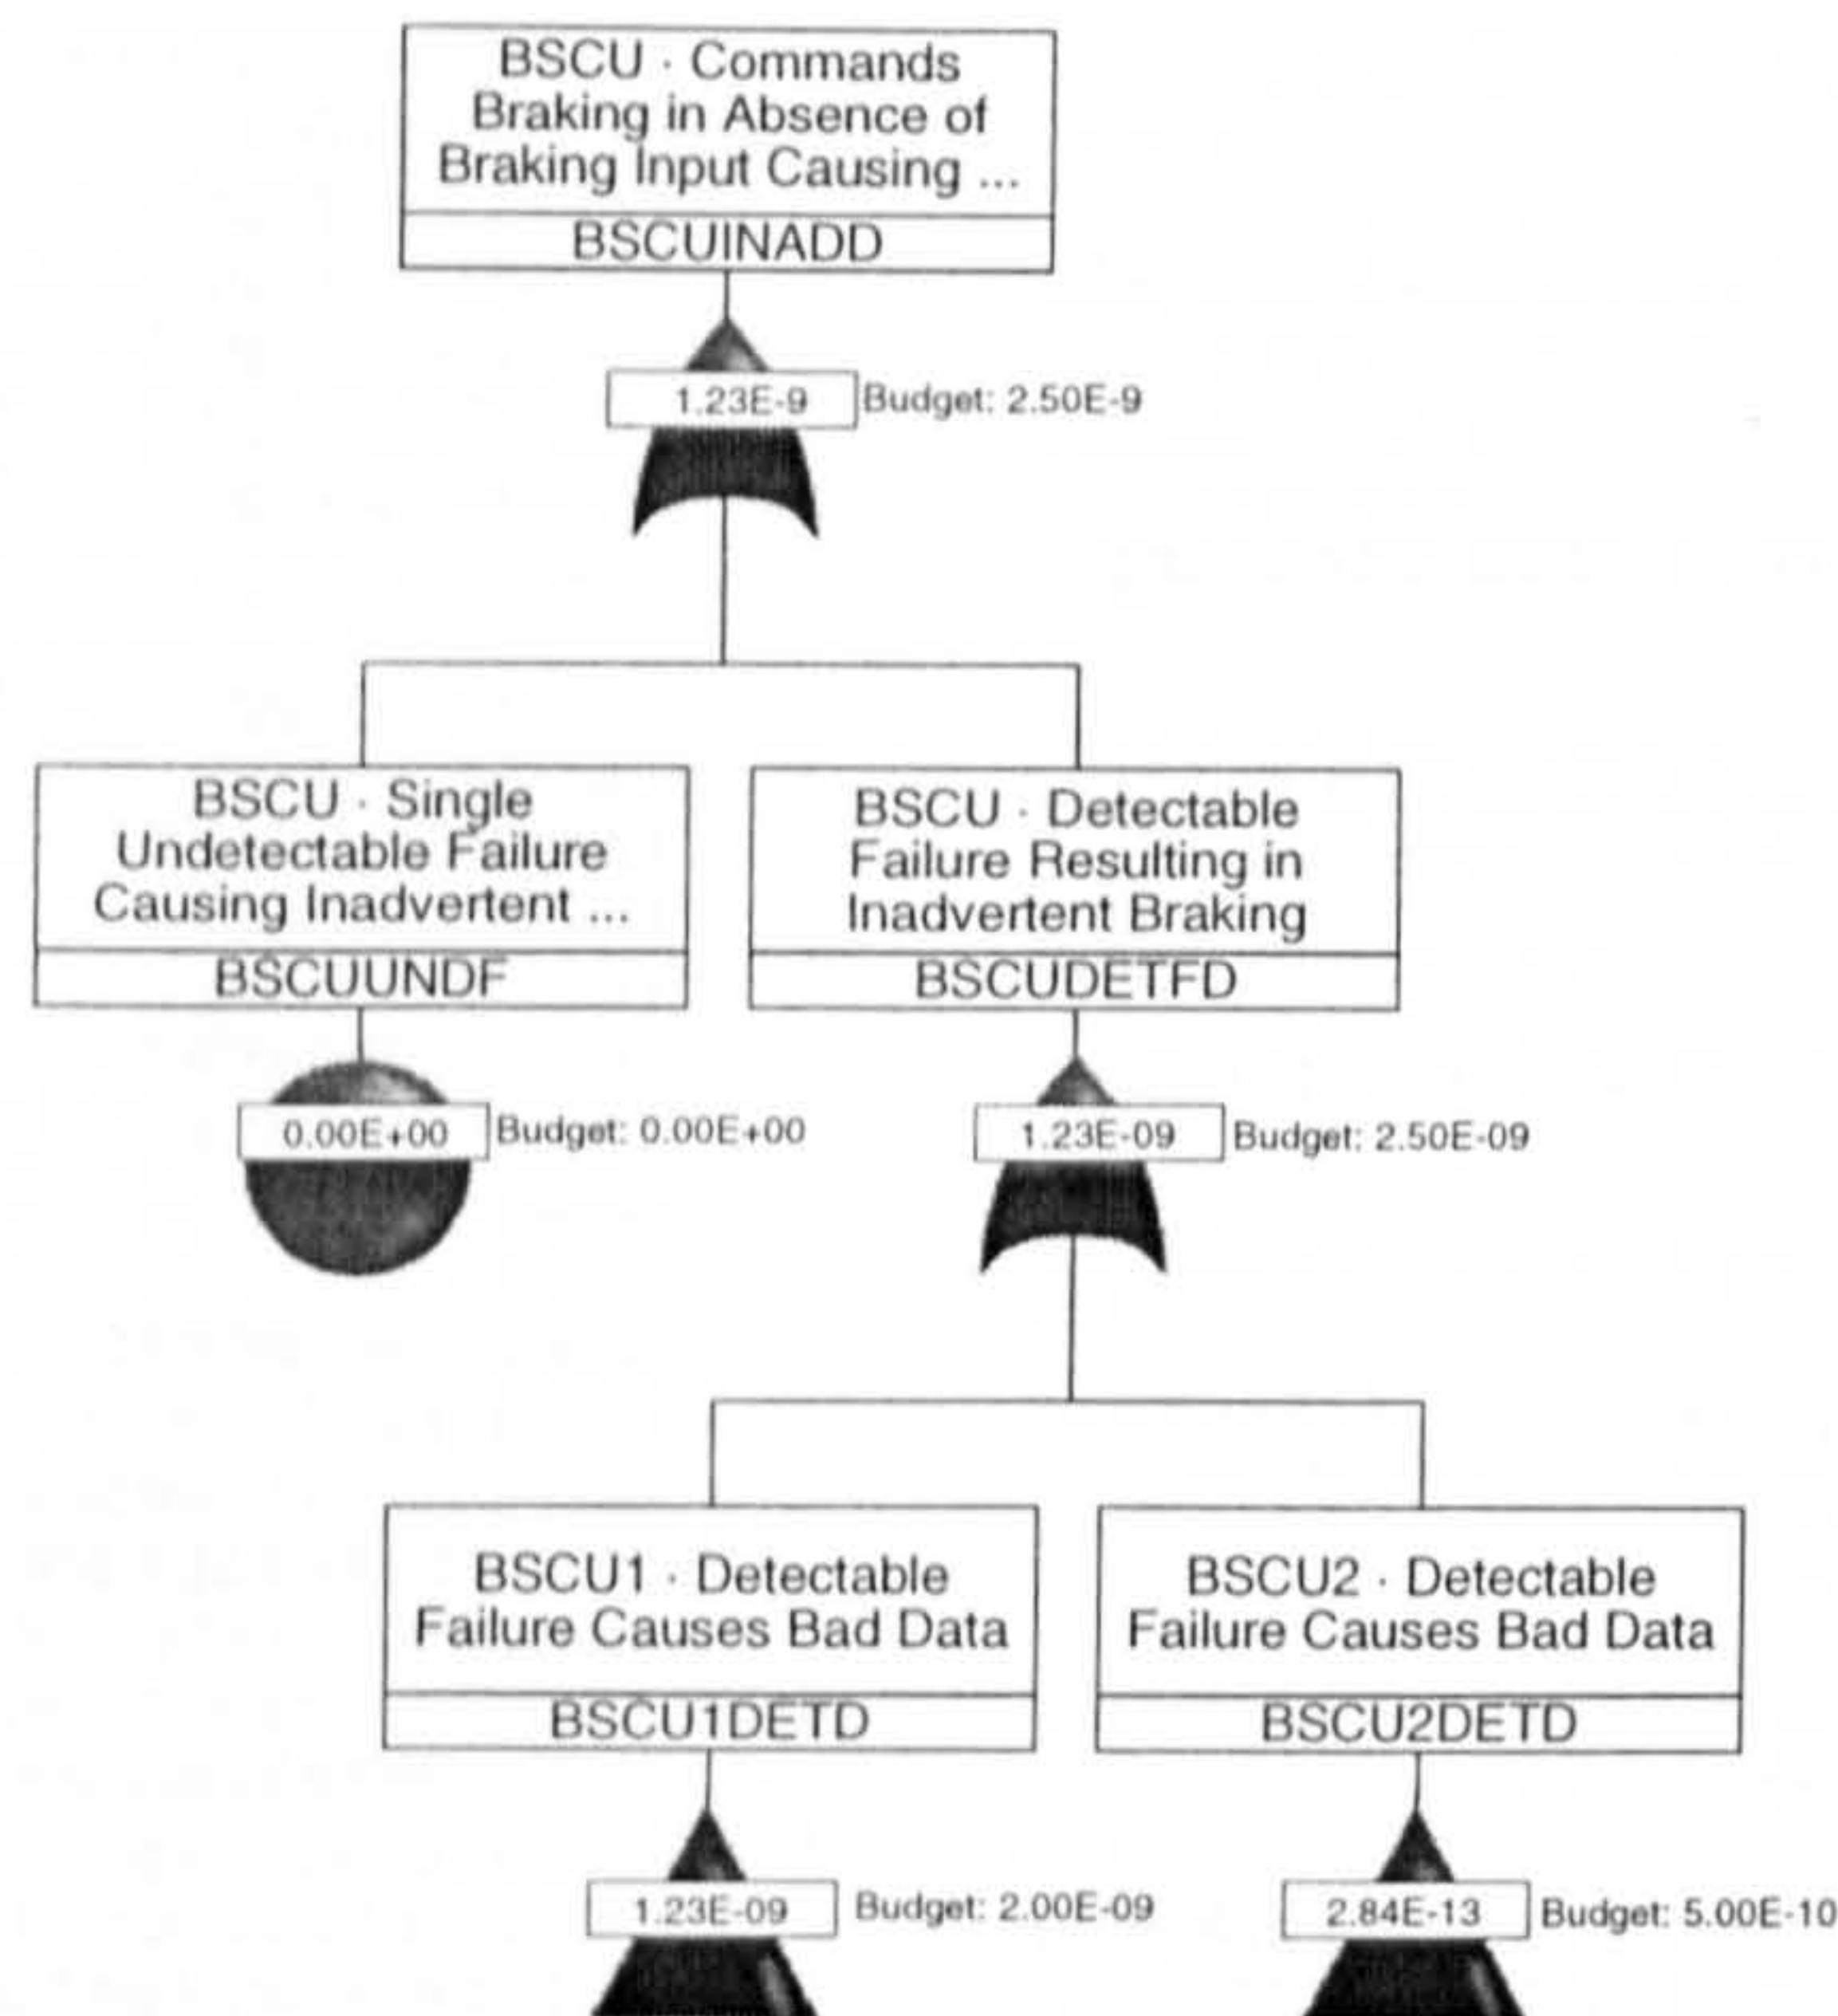 BSCU · Commands
Braking in Absence of
Braking Input Causing ...
BSCUINADD
1.23E-9 Budget: 2.50E-9
BSCU · Single
Undetectable Failure
Causing Inadvertent ...
BSCUUNDF
0.00E+00 Budget: 0.00E+00
BSCU · Detectable
Failure Resulting in
Inadvertent Braking
BSCUDETFD
1.23E-09 Budget: 2.50E-09
BSCU1 · Detectable
Failure Causes Bad Data
BSCU1DETD
1.23E-09 Budget: 2.00E-09
BSCU2 · Detectable
Failure Causes Bad Data
BSCU2DETD
2.84E-13 Budget: 5.00E-10